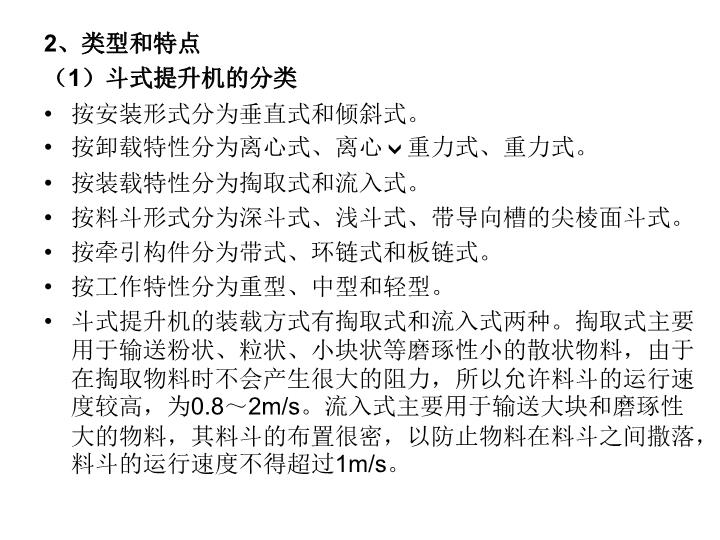 2、类型和特点
（1）斗式提升机的分类
• 按安装形式分为垂直式和倾斜式。
• 按卸载特性分为离心式、离心⏷重力式、重力式。
• 按装载特性分为掏取式和流入式。
• 按料斗形式分为深斗式、浅斗式、带导向槽的尖棱面斗式。
• 按牵引构件分为带式、环链式和板链式。
• 按工作特性分为重型、中型和轻型。
• 斗式提升机的装载方式有掏取式和流入式两种。掏取式主要
用于输送粉状、粒状、小块状等磨琢性小的散状物料，由于
在掏取物料时不会产生很大的阻力，所以允许料斗的运行速
度较高，为0.8～2m/s。流入式主要用于输送大块和磨琢性
大的物料，其料斗的布置很密，以防止物料在料斗之间撒落，
料斗的运行速度不得超过1m/s。